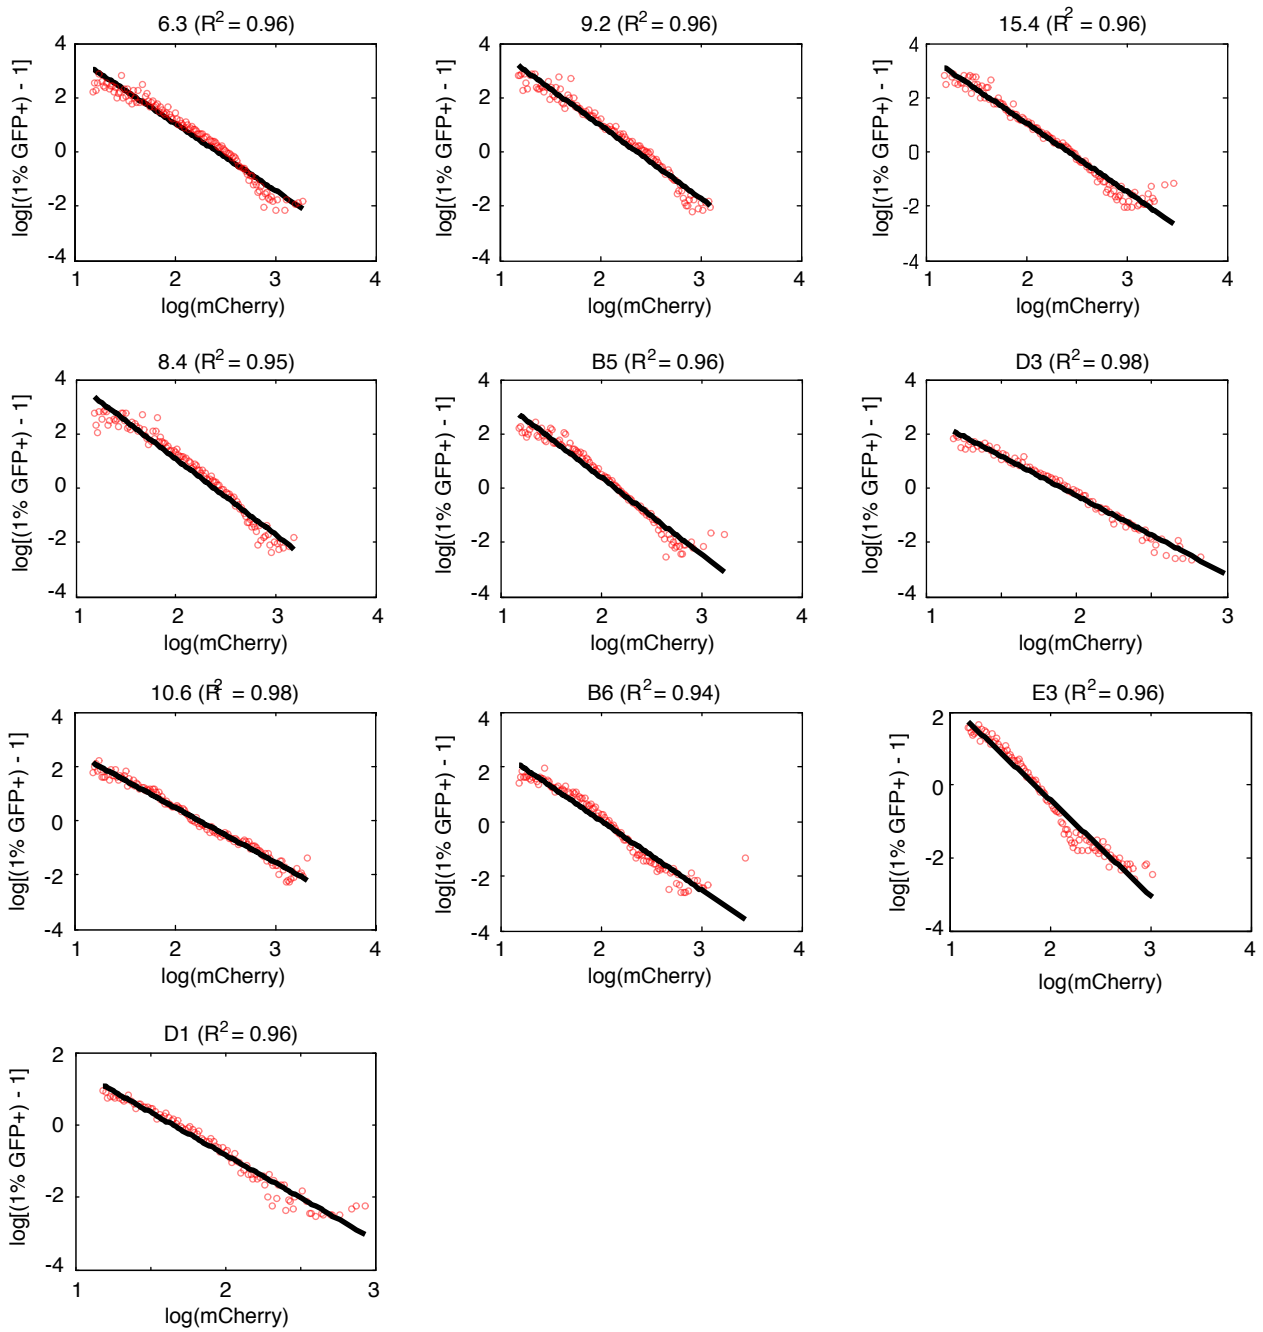 6.3 (R² = 0.96)
4
2
0
-2
-4
1 2 3 4
log(mCherry)
log[(1% GFP+) - 1]
9.2 (R² = 0.96)
4
2
0
-2
-4
1 2 3 4
log(mCherry)
log[(1% GFP+) - 1]
15.4 (R² = 0.96)
4
2
0
-2
-4
1 2 3 4
log(mCherry)
log[(1% GFP+) - 1]
8.4 (R² = 0.95)
4
2
0
-2
-4
1 2 3 4
log(mCherry)
log[(1% GFP+) - 1]
B5 (R² = 0.96)
4
2
0
-2
-4
1 2 3 4
log(mCherry)
log[(1% GFP+) - 1]
D3 (R² = 0.98)
4
2
0
-2
-4
1 2 3
log(mCherry)
log[(1% GFP+) - 1]
10.6 (R² = 0.98)
4
2
0
-2
-4
1 2 3 4
log(mCherry)
log[(1% GFP+) - 1]
B6 (R² = 0.94)
4
2
0
-2
-4
1 2 3 4
log(mCherry)
log[(1% GFP+) - 1]
E3 (R² = 0.96)
2
0
-2
-4
1 2 3 4
log(mCherry)
log[(1% GFP+) - 1]
D1 (R² = 0.96)
2
0
-2
-4
1 2 3
log(mCherry)
log[(1% GFP+) - 1]